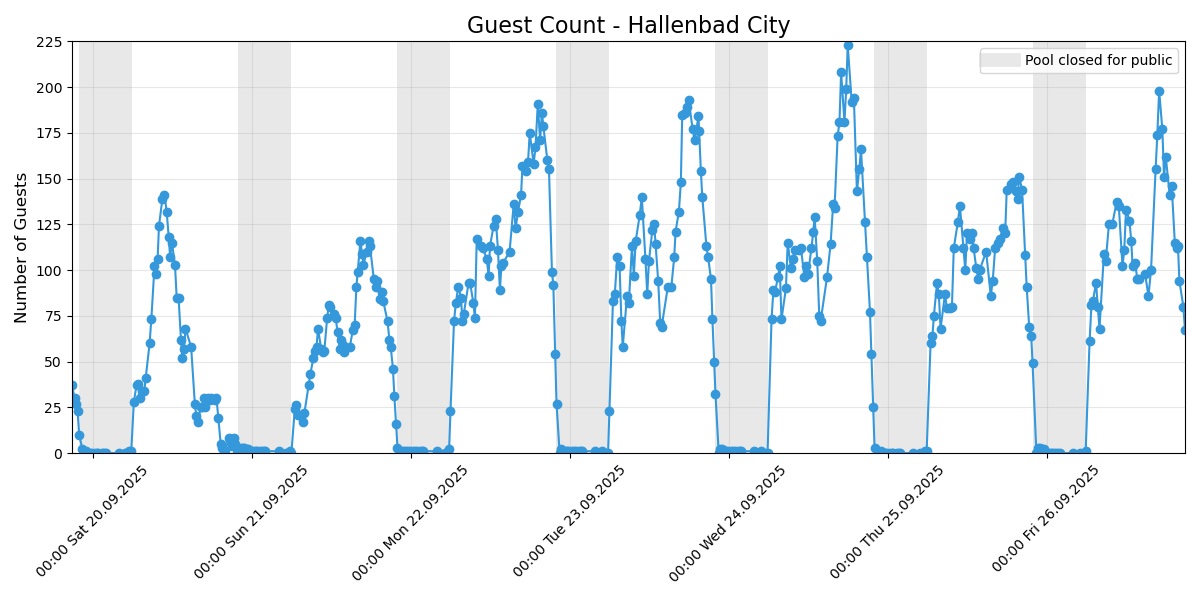 Guest Count - Hallenbad City
Number of Guests
225
200
175
150
125
100
75
50
25
0
Pool closed for public
00:00 Sat 20.09.2025
00:00 Sun 21.09.2025
00:00 Mon 22.09.2025
00:00 Tue 23.09.2025
00:00 Wed 24.09.2025
00:00 Thu 25.09.2025
00:00 Fri 26.09.2025